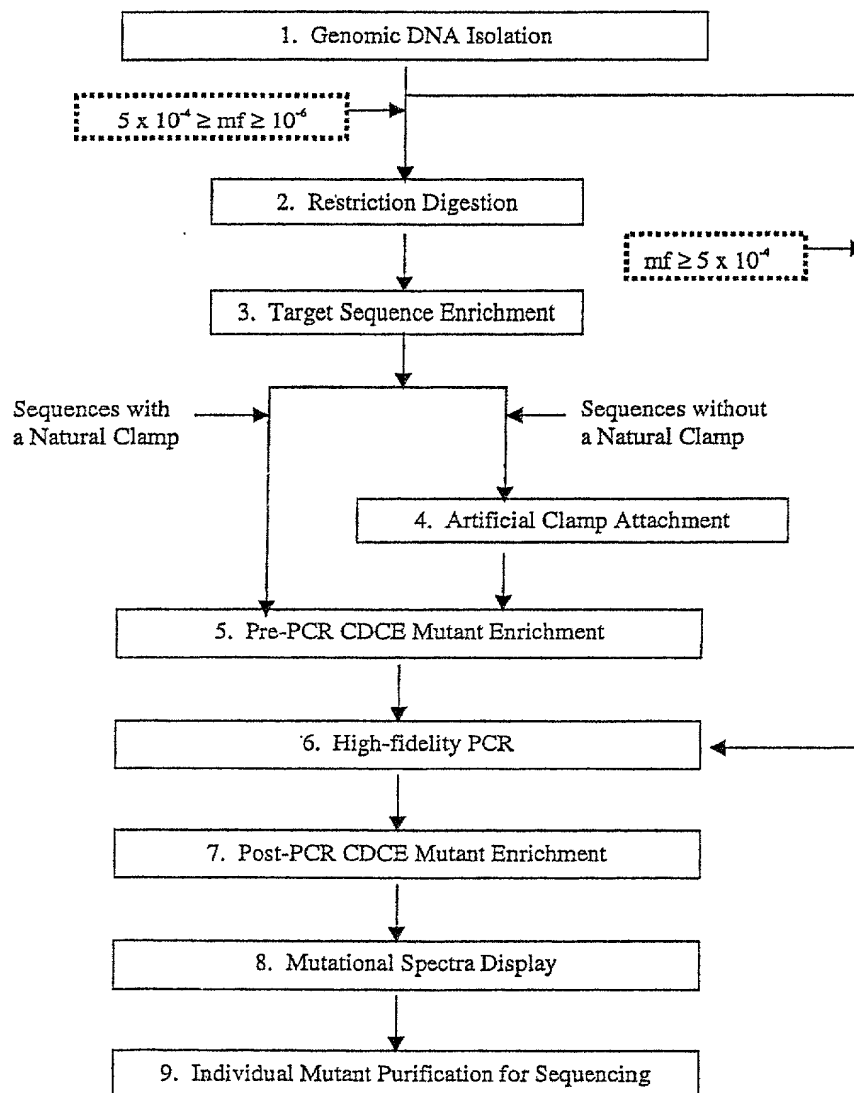 1. Genomic DNA Isolation
5 x 10⁻⁴ ≥ mf ≥ 10⁻⁶
2. Restriction Digestion
mf ≥ 5 x 10⁻⁴
3. Target Sequence Enrichment
Sequences with
a Natural Clamp
Sequences without
a Natural Clamp
4. Artificial Clamp Attachment
5. Pre-PCR CDCE Mutant Enrichment
6. High-fidelity PCR
7. Post-PCR CDCE Mutant Enrichment
8. Mutational Spectra Display
9. Individual Mutant Purification for Sequencing